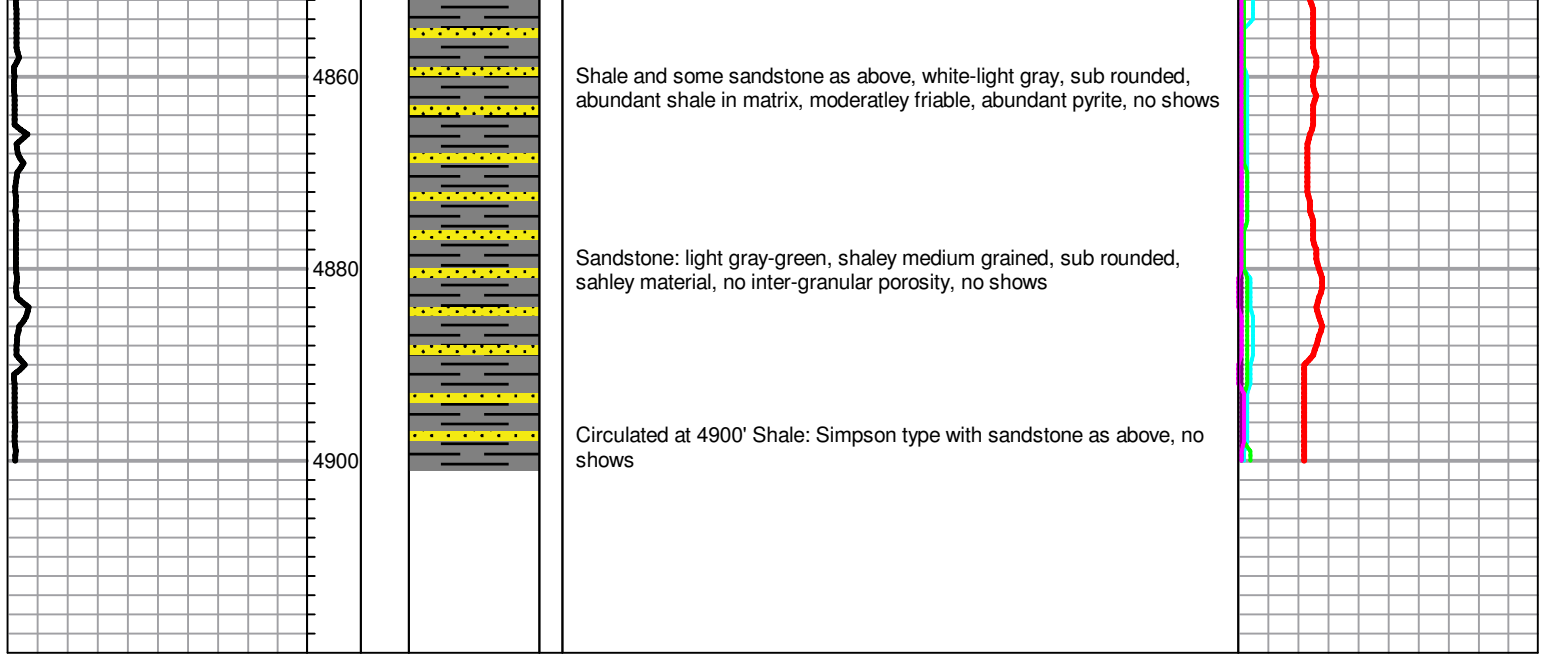 4860
Shale and some sandstone as above, white-light gray, sub rounded,
abundant shale in matrix, moderatley friable, abundant pyrite, no shows
4880
Sandstone: light gray-green, shaley medium grained, sub rounded,
sahley material, no inter-granular porosity, no shows
4900
Circulated at 4900' Shale: Simpson type with sandstone as above, no
shows